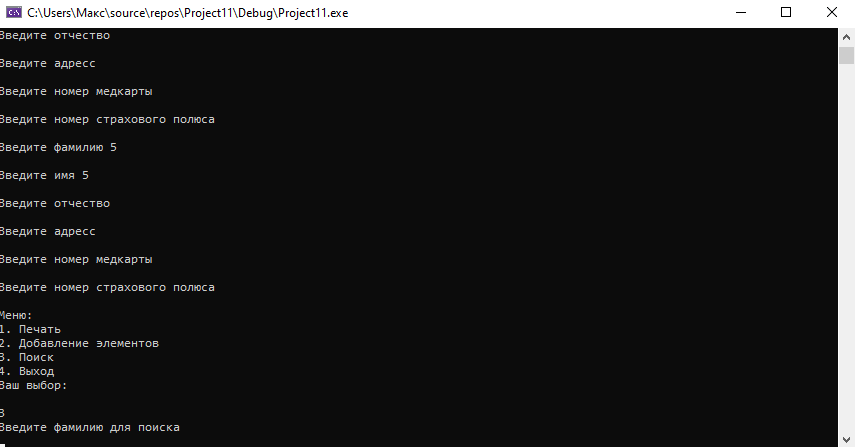 C:\Users\Макс\source\repos\Project11\Debug\Project11.exe
Введите отчество
Введите адресс
Введите номер медкарты
Введите номер страхового полюса
Введите фамилию 5
Введите имя 5
Введите отчество
Введите адресс
Введите номер медкарты
Введите номер страхового полюса
Меню:
1. Печать
2. Добавление элементов
3. Поиск
4. Выход
Ваш выбор:
3
Введите фамилию для поиска